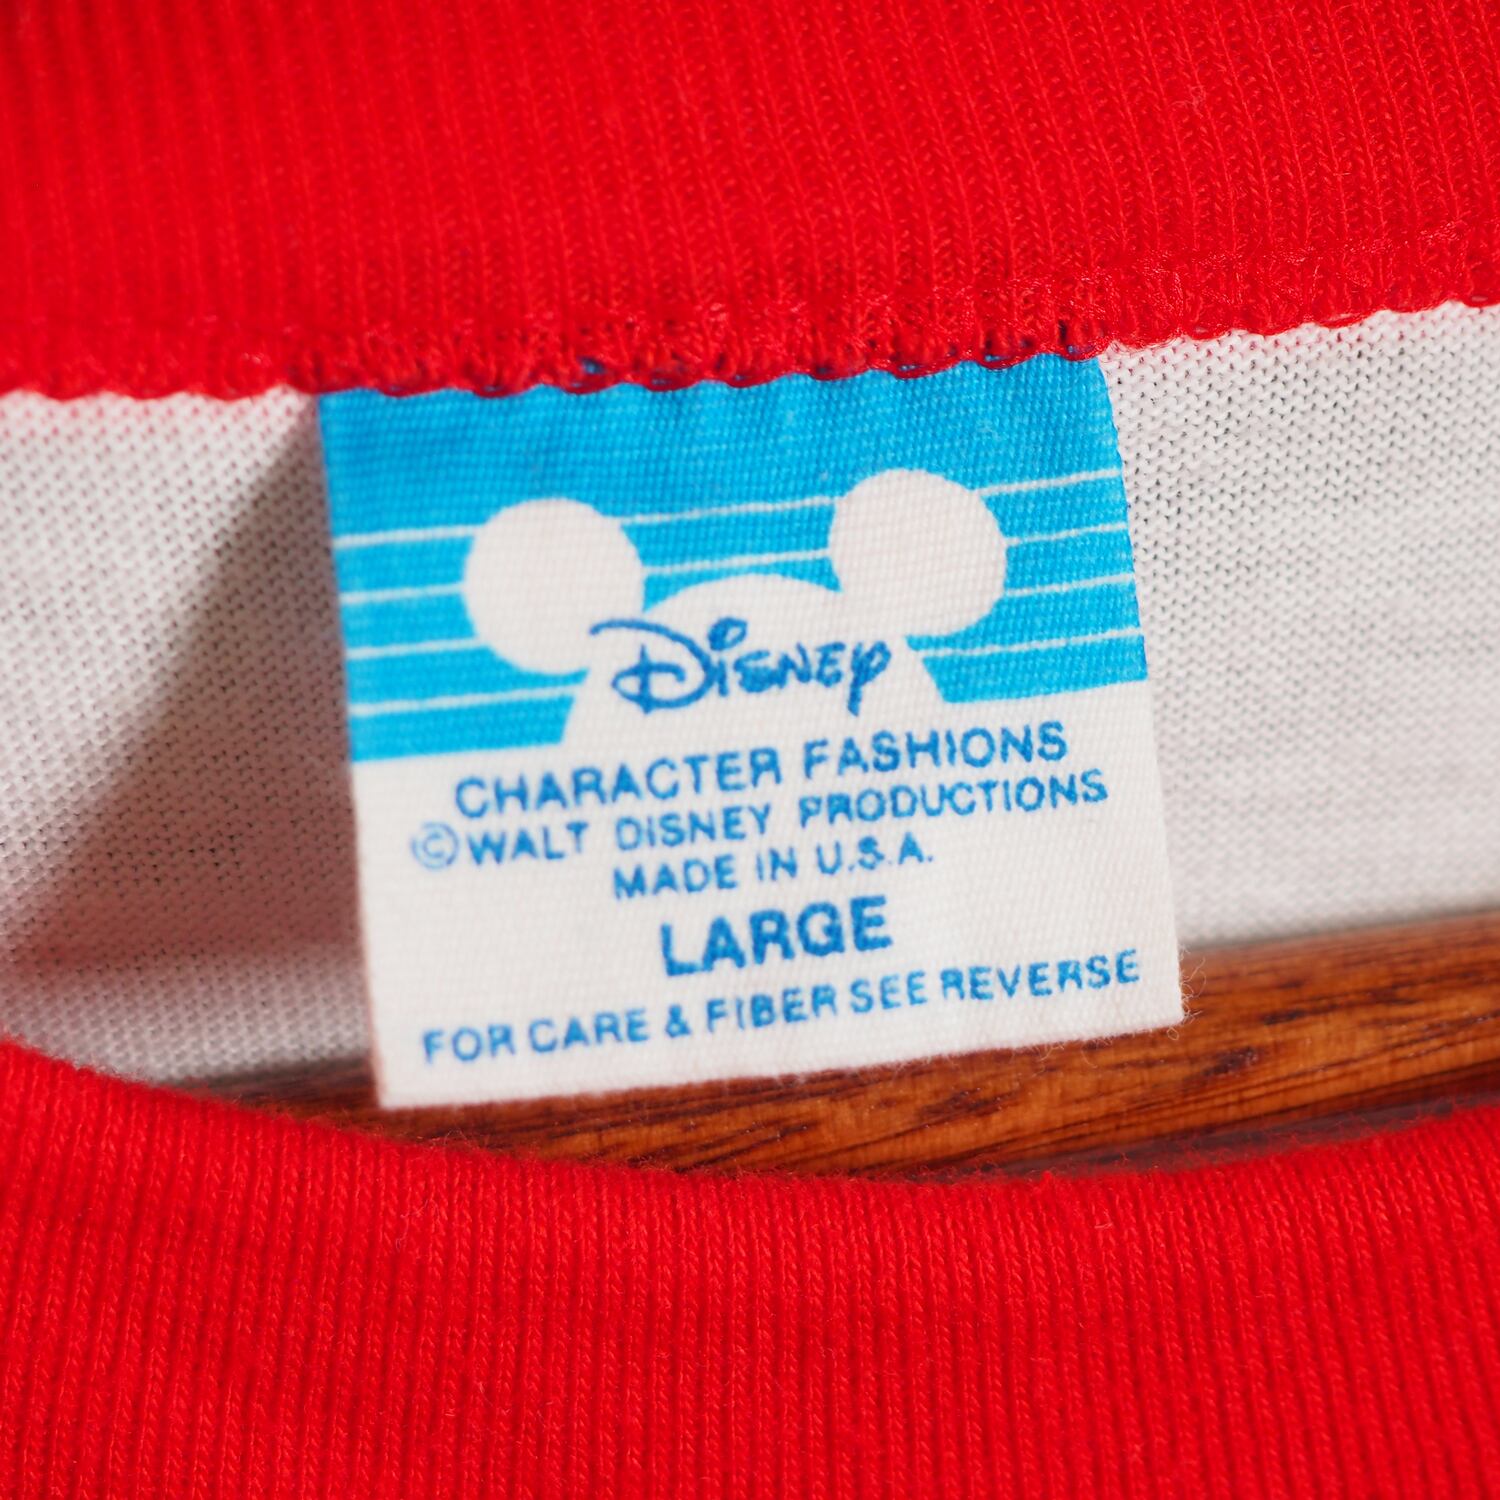 Disney
CHARACTER FASHIONS
©WALT DISNEY PRODUCTIONS
MADE IN U.S.A.
LARGE
FOR CARE & FIBER SEE REVERSE